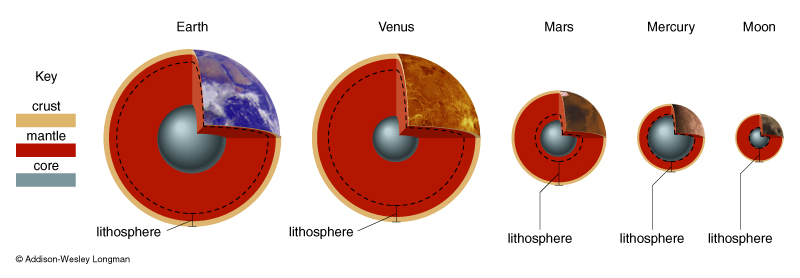 Earth
Venus
Mars
Mercury
Moon
Key
crust
mantle
core
lithosphere
lithosphere
lithosphere
lithosphere
lithosphere
© Addison-Wesley Longman